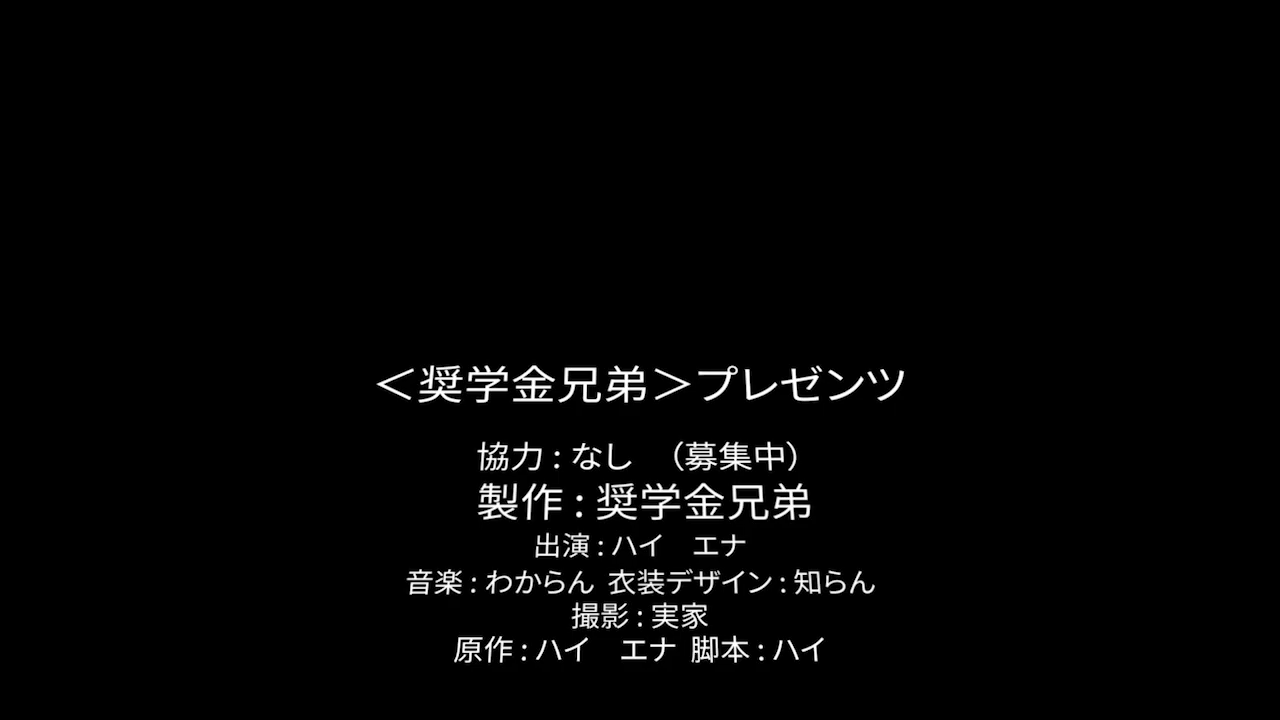 ＜奨学金兄弟＞プレゼンツ
協力 : なし　（募集中）
製作 : 奨学金兄弟
出演 : ハイ　エナ
音楽 : わからん 衣装デザイン : 知らん
撮影 : 実家
原作 : ハイ　エナ 脚本 : ハイ